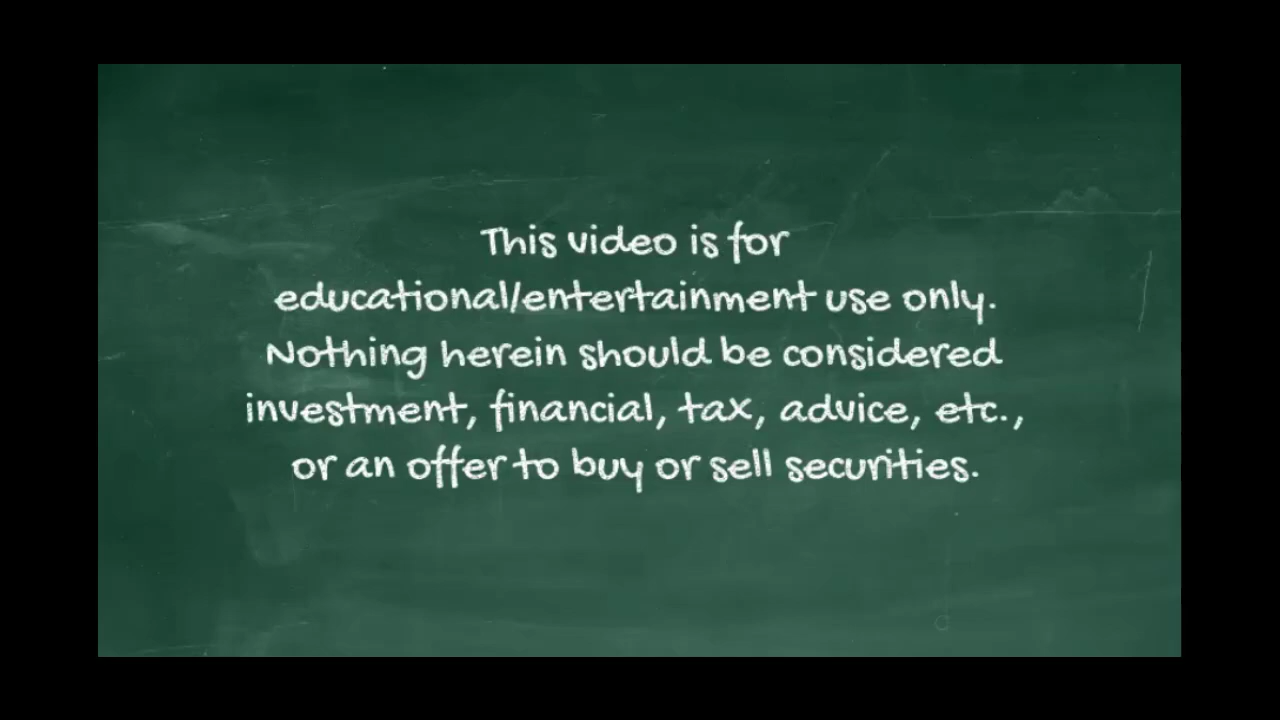 This video is for
educational/entertainment use only.
Nothing herein should be considered
investment, financial, tax, advice, etc.,
or an offer to buy or sell securities.